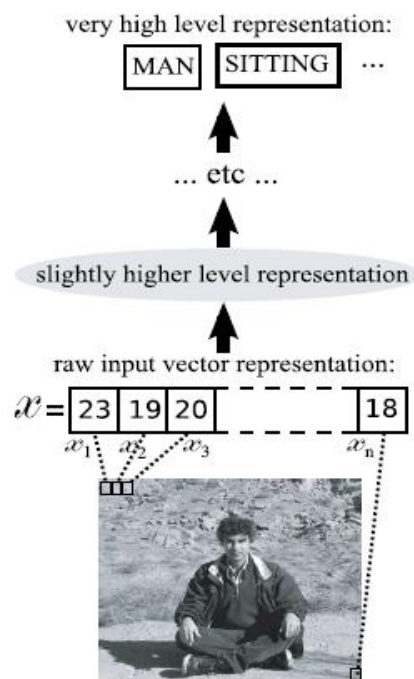 very high level representation:
MAN SITTING ...
... etc ...
slightly higher level representation
raw input vector representation:
x = 23 19 20 18
x1 x2 x3 xn